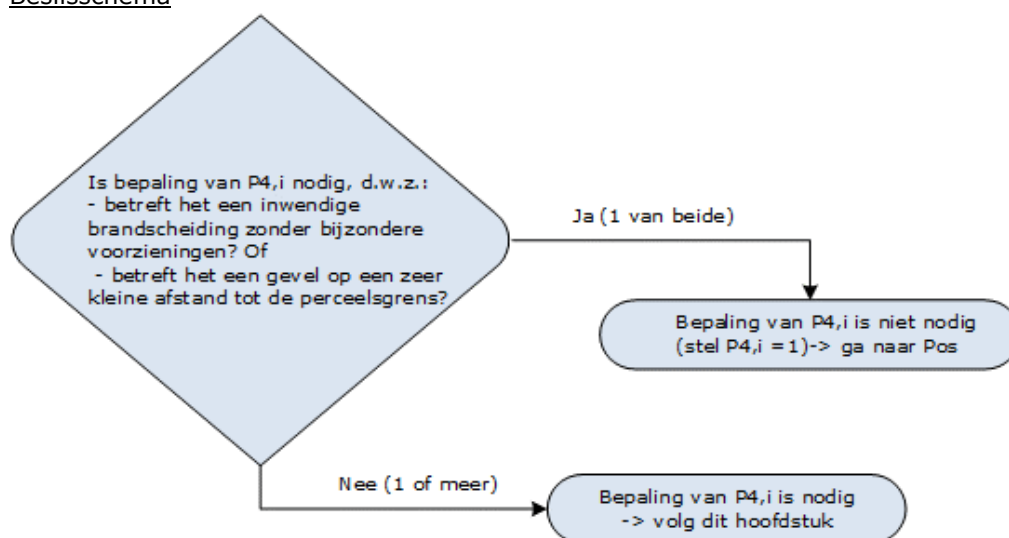 Beslisschema
Is bepaling van P4,i nodig, d.w.z.:
- betreft het een inwendige
brandscheiding zonder bijzondere
voorzieningen? Of
- betreft het een gevel op een zeer
kleine afstand tot de perceelsgrens?
Ja (1 van beide)
Bepaling van P4,i is niet nodig
(stel P4,i =1)-> ga naar Pos
Nee (1 of meer)
Bepaling van P4,i is nodig
-> volg dit hoofdstuk